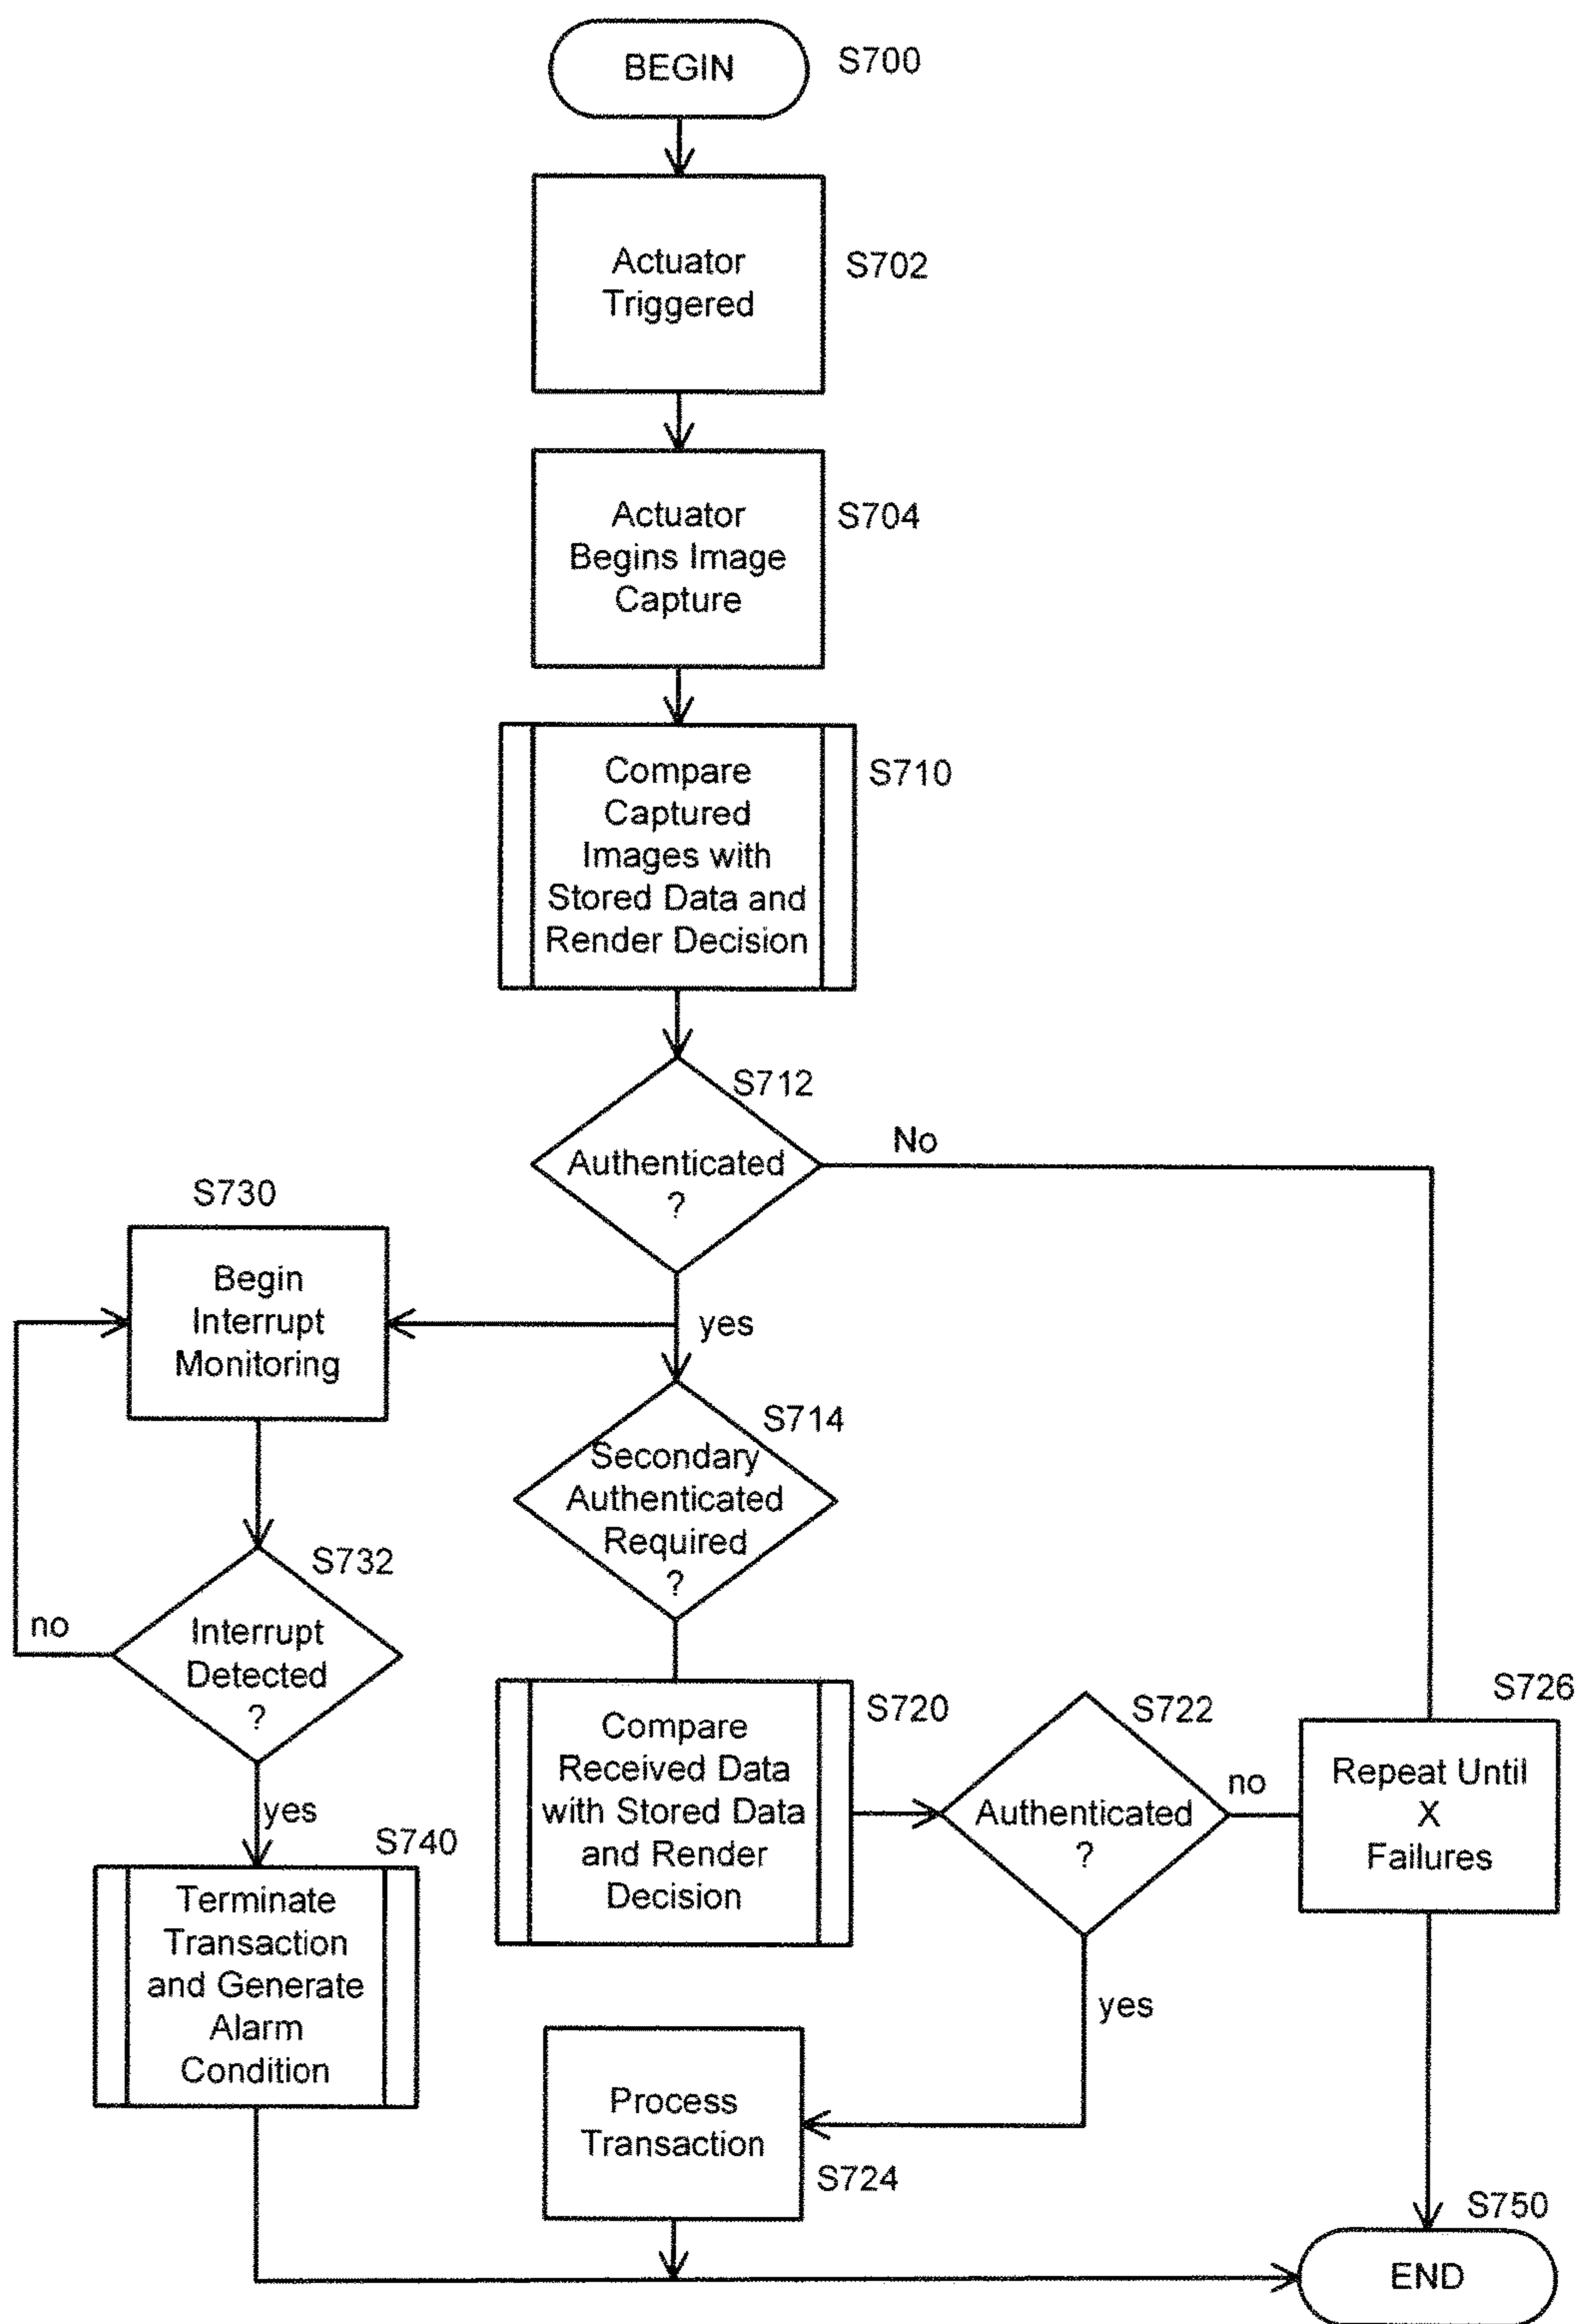 BEGIN
S700
Actuator
Triggered
S702
Actuator
Begins Image
Capture
S704
Compare
Captured
Images with
Stored Data and
Render Decision
S710
S712
Authenticated
?
No
yes
S730
Begin
Interrupt
Monitoring
S714
Secondary
Authenticated
Required
?
S732
Interrupt
Detected
?
no
yes
S720
Compare
Received Data
with Stored Data
and Render
Decision
S722
Authenticated
?
no
yes
S726
Repeat Until
X
Failures
S740
Terminate
Transaction
and Generate
Alarm
Condition
Process
Transaction
S724
S750
END